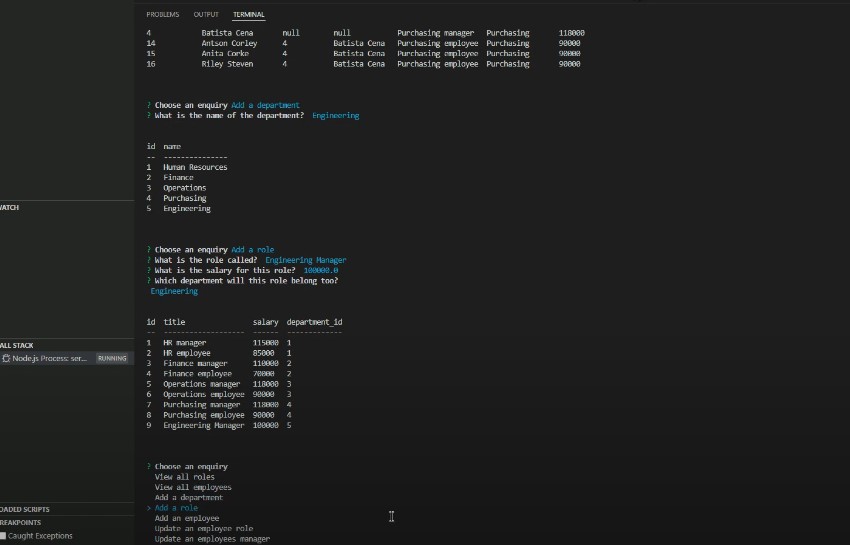 PROBLEMS OUTPUT TERMINAL
4 Batista Cena null null Purchasing manager Purchasing 118000
14 Antson Corley 4 Batista Cena Purchasing employee Purchasing 90000
15 Anita Corke 4 Batista Cena Purchasing employee Purchasing 90000
16 Riley Steven 4 Batista Cena Purchasing employee Purchasing 90000
? Choose an enquiry Add a department
? What is the name of the department? Engineering
id name
-- ---------------
1 Human Resources
2 Finance
3 Operations
4 Purchasing
5 Engineering
? Choose an enquiry Add a role
? What is the role called? Engineering Manager
? What is the salary for this role? 100000.0
? Which department will this role belong too?
Engineering
id title salary department_id
-- ------------------- ------ -------------
1 HR manager 115000 1
2 HR employee 85000 1
3 Finance manager 110000 2
4 Finance employee 70000 2
5 Operations manager 118000 3
6 Operations employee 90000 3
7 Purchasing manager 118000 4
8 Purchasing employee 90000 4
9 Engineering Manager 100000 5
? Choose an enquiry
View all roles
View all employees
Add a department
> Add a role
Add an employee
Update an employee role
Update an employees manager
ATCH
ALL STACK
Node.js Process: ser... RUNNING
OADED SCRIPTS
REAKPOINTS
Caught Exceptions